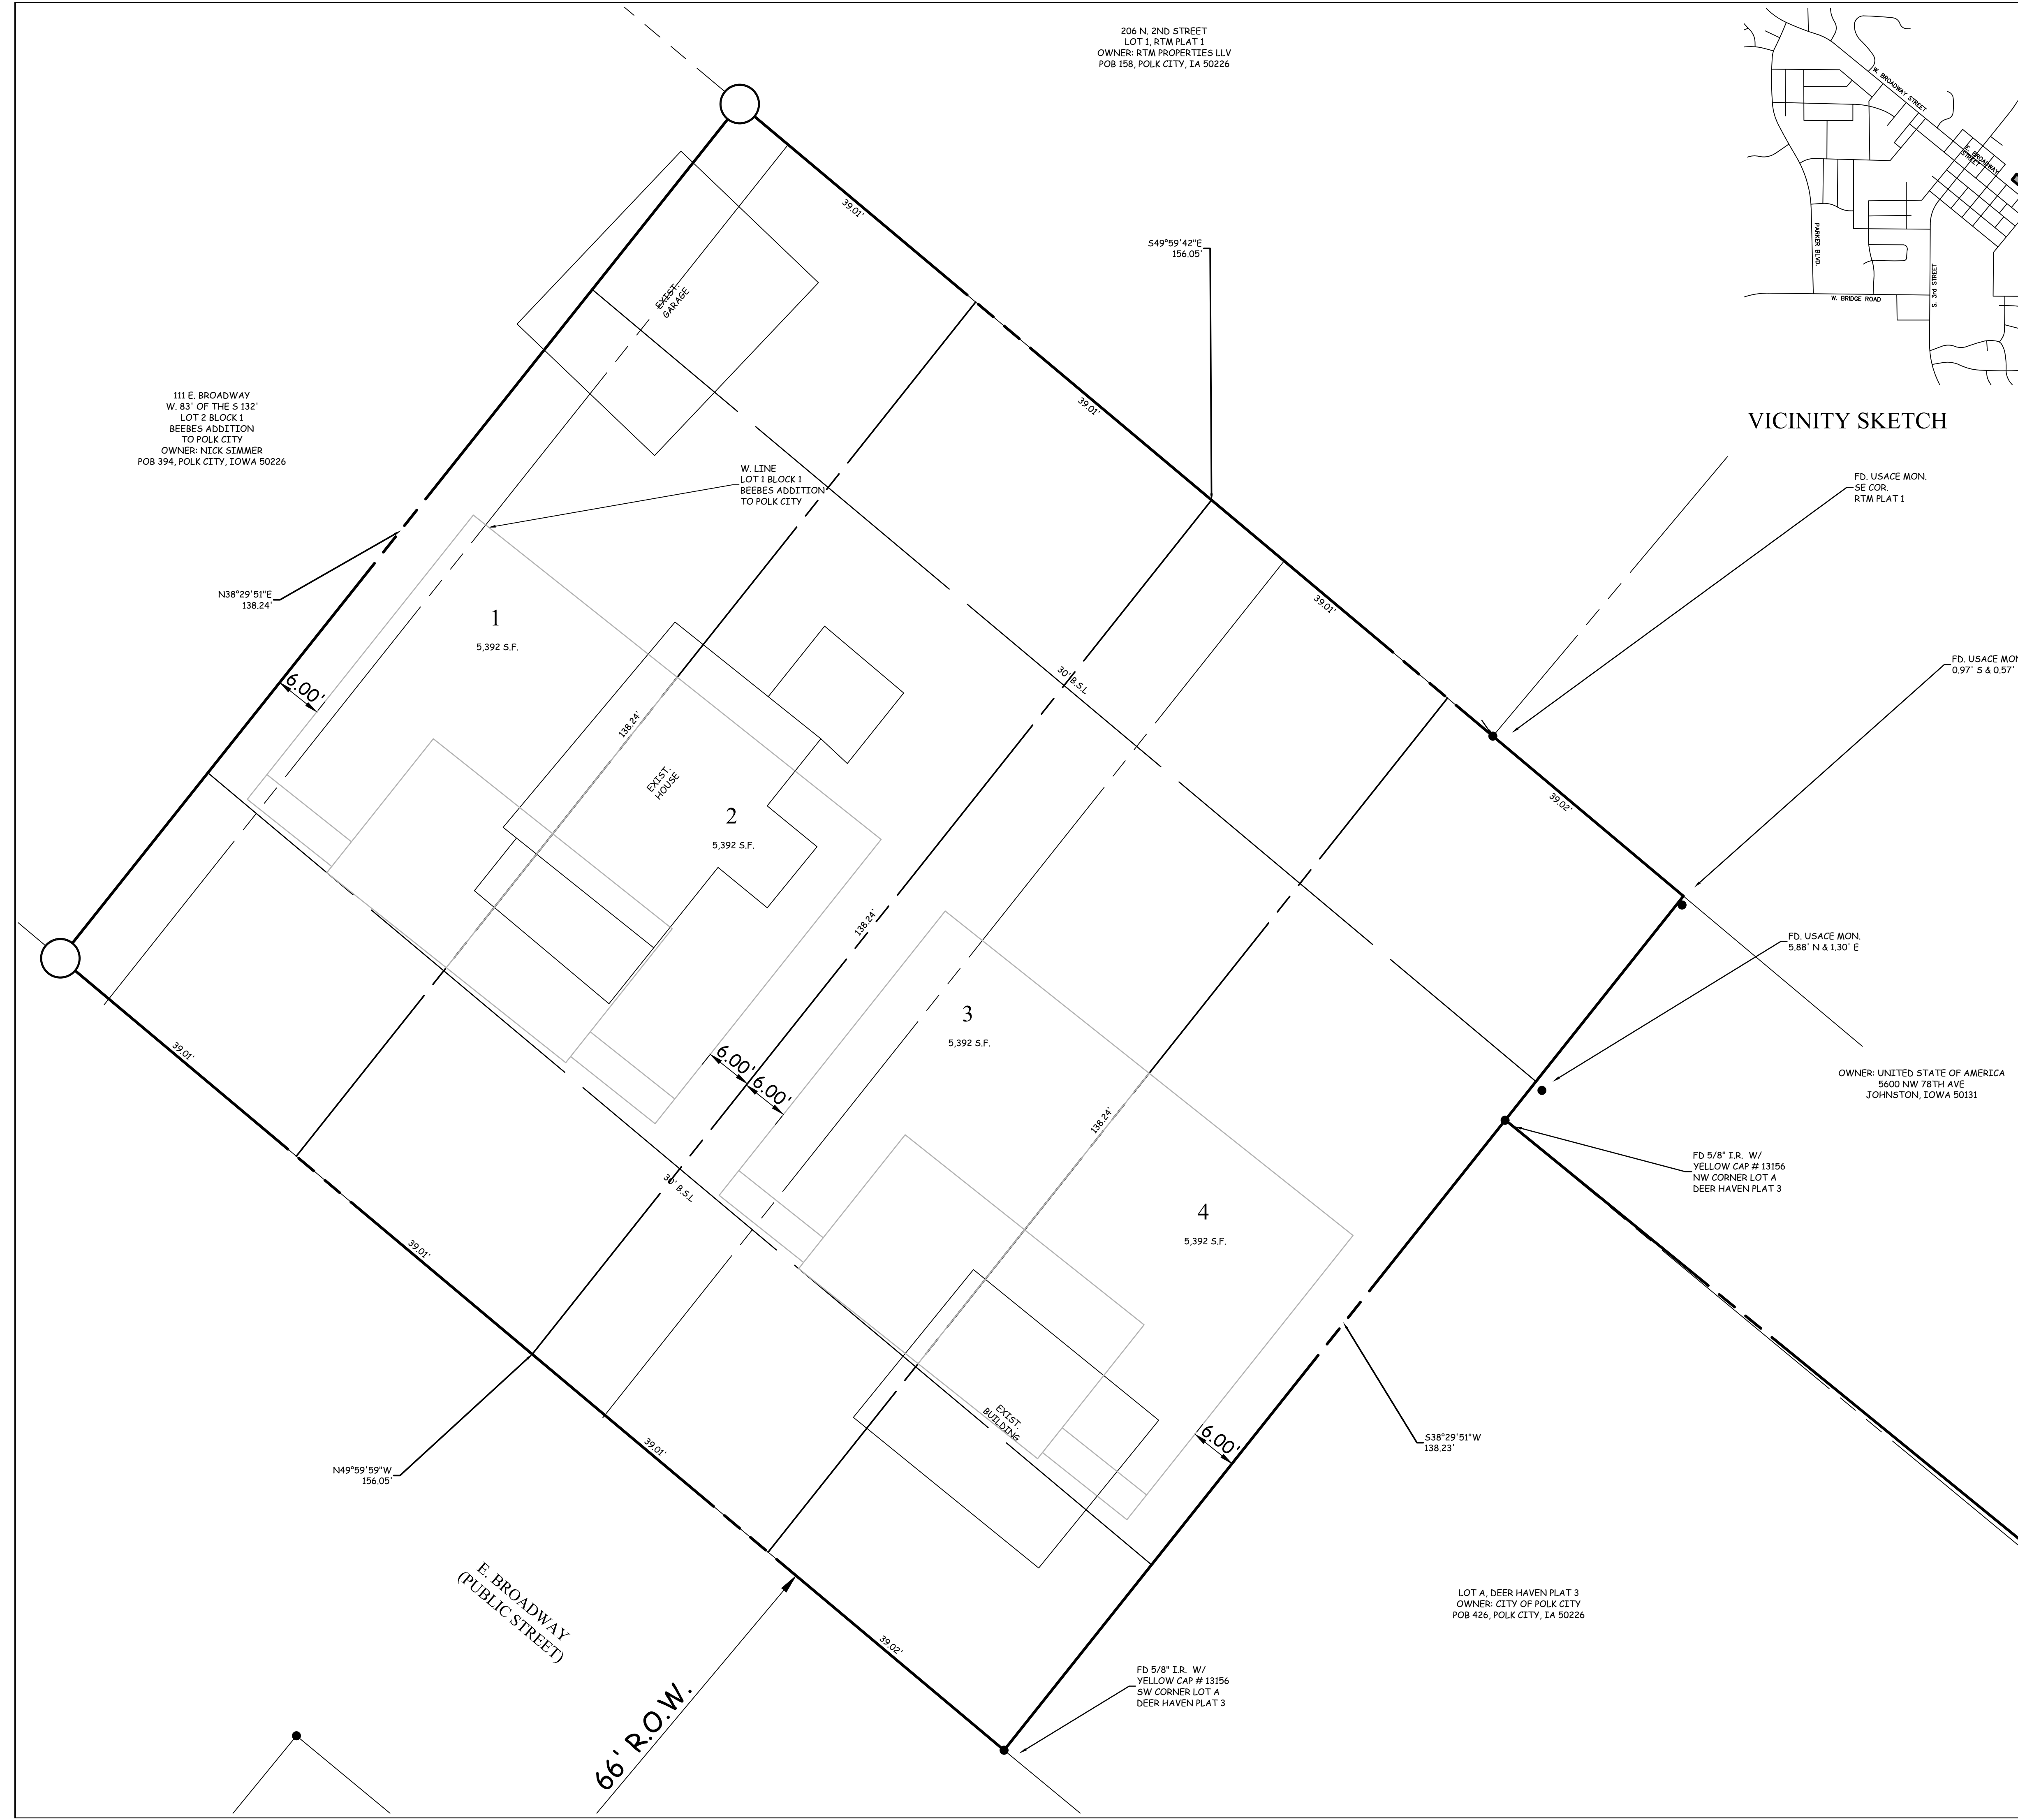 206 N. 2ND STREET
LOT 1, RTM PLAT 1
OWNER: RTM PROPERTIES LLV
POB 158, POLK CITY, IA 50226
W. BROADWAY STREET
E. BROADWAY
STREET
PARKER BLVD.
S. 3rd STREET
W. BRIDGE ROAD
VICINITY SKETCH
39.01'
S49°59'42"E
156.05'
EXIST.
GARAGE
39.01'
111 E. BROADWAY
W. 83' OF THE S 132'
LOT 2 BLOCK 1
BEEBES ADDITION
TO POLK CITY
OWNER: NICK SIMMER
POB 394, POLK CITY, IOWA 50226
W. LINE
LOT 1 BLOCK 1
BEEBES ADDITION
TO POLK CITY
FD. USACE MON.
SE COR.
RTM PLAT 1
N38°29'51"E
138.24'
39.01'
1
5,392 S.F.
6.00'
30' B.S.L
FD. USACE MON
0.97' S & 0.57'
138.24'
EXIST.
HOUSE
39.02'
2
5,392 S.F.
138.24'
FD. USACE MON.
5.88' N & 1.30' E
3
5,392 S.F.
39.01'
6.00'
6.00'
OWNER: UNITED STATE OF AMERICA
5600 NW 78TH AVE
JOHNSTON, IOWA 50131
138.24'
FD 5/8" I.R. W/
YELLOW CAP # 13156
NW CORNER LOT A
DEER HAVEN PLAT 3
30' B.S.L
4
5,392 S.F.
39.01'
EXIST.
BUILDING
6.00'
S38°29'51"W
138.23'
39.01'
N49°59'59"W
156.05'
E. BROADWAY
(PUBLIC STREET)
LOT A, DEER HAVEN PLAT 3
OWNER: CITY OF POLK CITY
POB 426, POLK CITY, IA 50226
39.02'
66' R.O.W.
FD 5/8" I.R. W/
YELLOW CAP # 13156
SW CORNER LOT A
DEER HAVEN PLAT 3